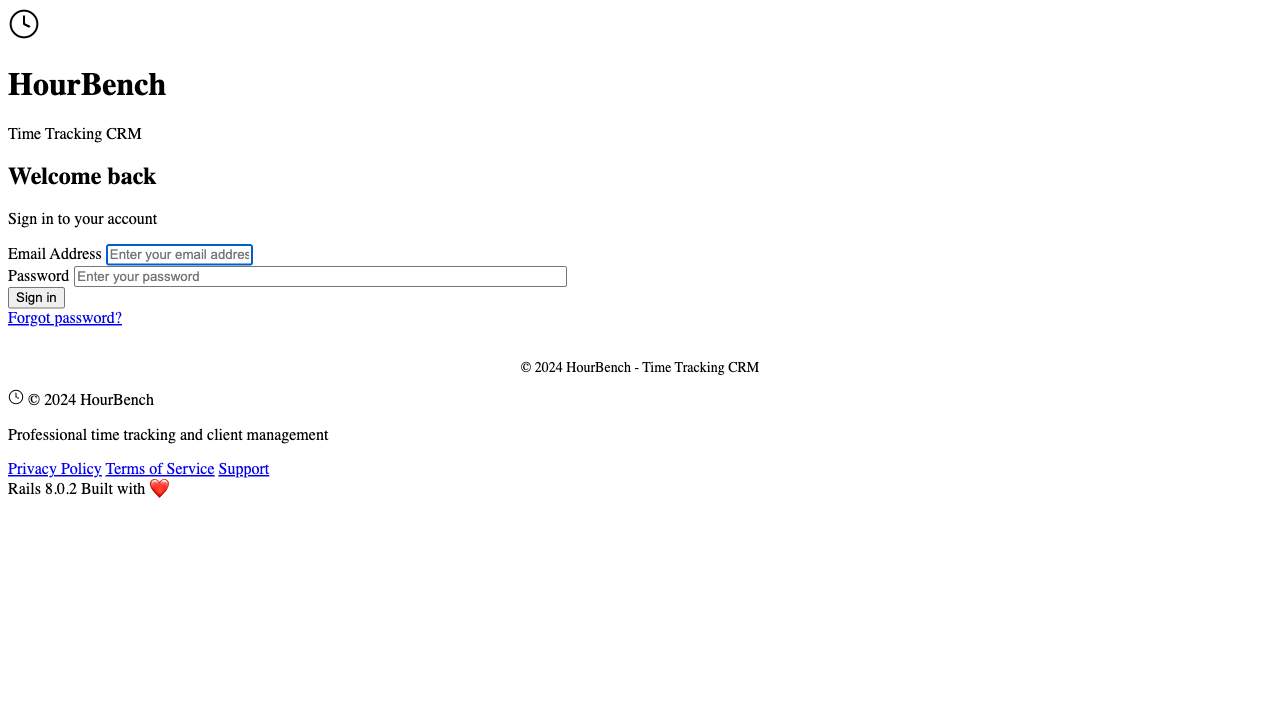 HourBench
Time Tracking CRM
Welcome back
Sign in to your account
Email Address Enter your email addres
Password Enter your password
Sign in
Forgot password?
© 2024 HourBench - Time Tracking CRM
© 2024 HourBench
Professional time tracking and client management
Privacy Policy Terms of Service Support
Rails 8.0.2 Built with ❤️